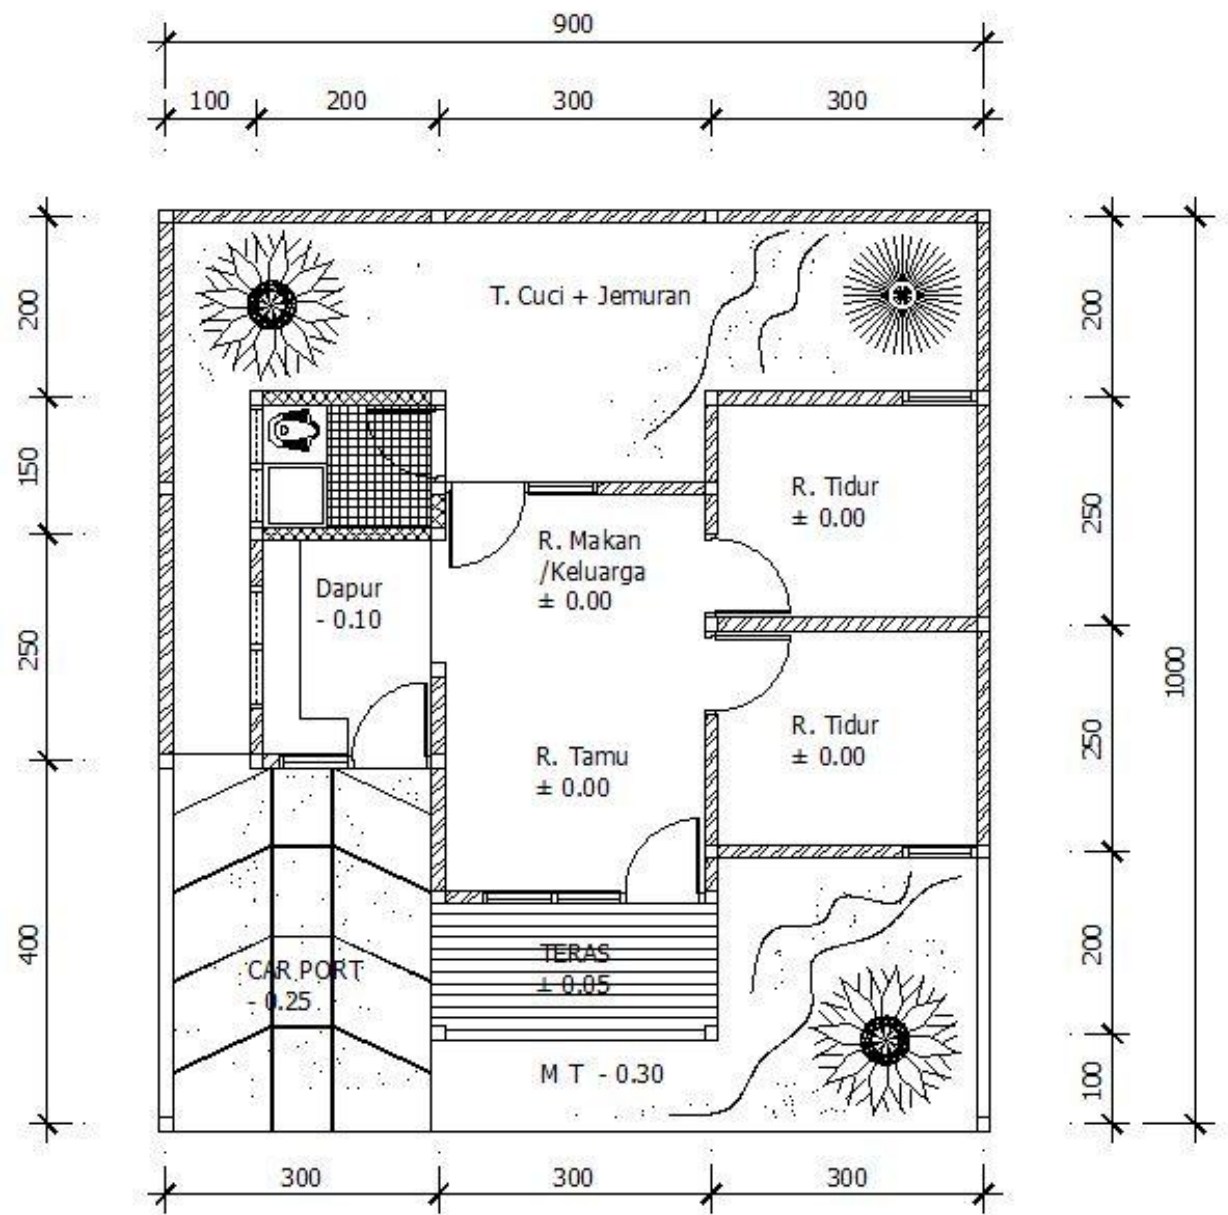 900
100
200
300
300
200
150
250
400
T. Cuci + Jemuran
R. Tidur
± 0.00
R. Makan
/Keluarga
± 0.00
Dapur
- 0.10
R. Tidur
± 0.00
R. Tamu
± 0.00
CAR PORT
- 0.25
TERAS
± 0.05
M T - 0.30
200
250
250
200
100
1000
300
300
300